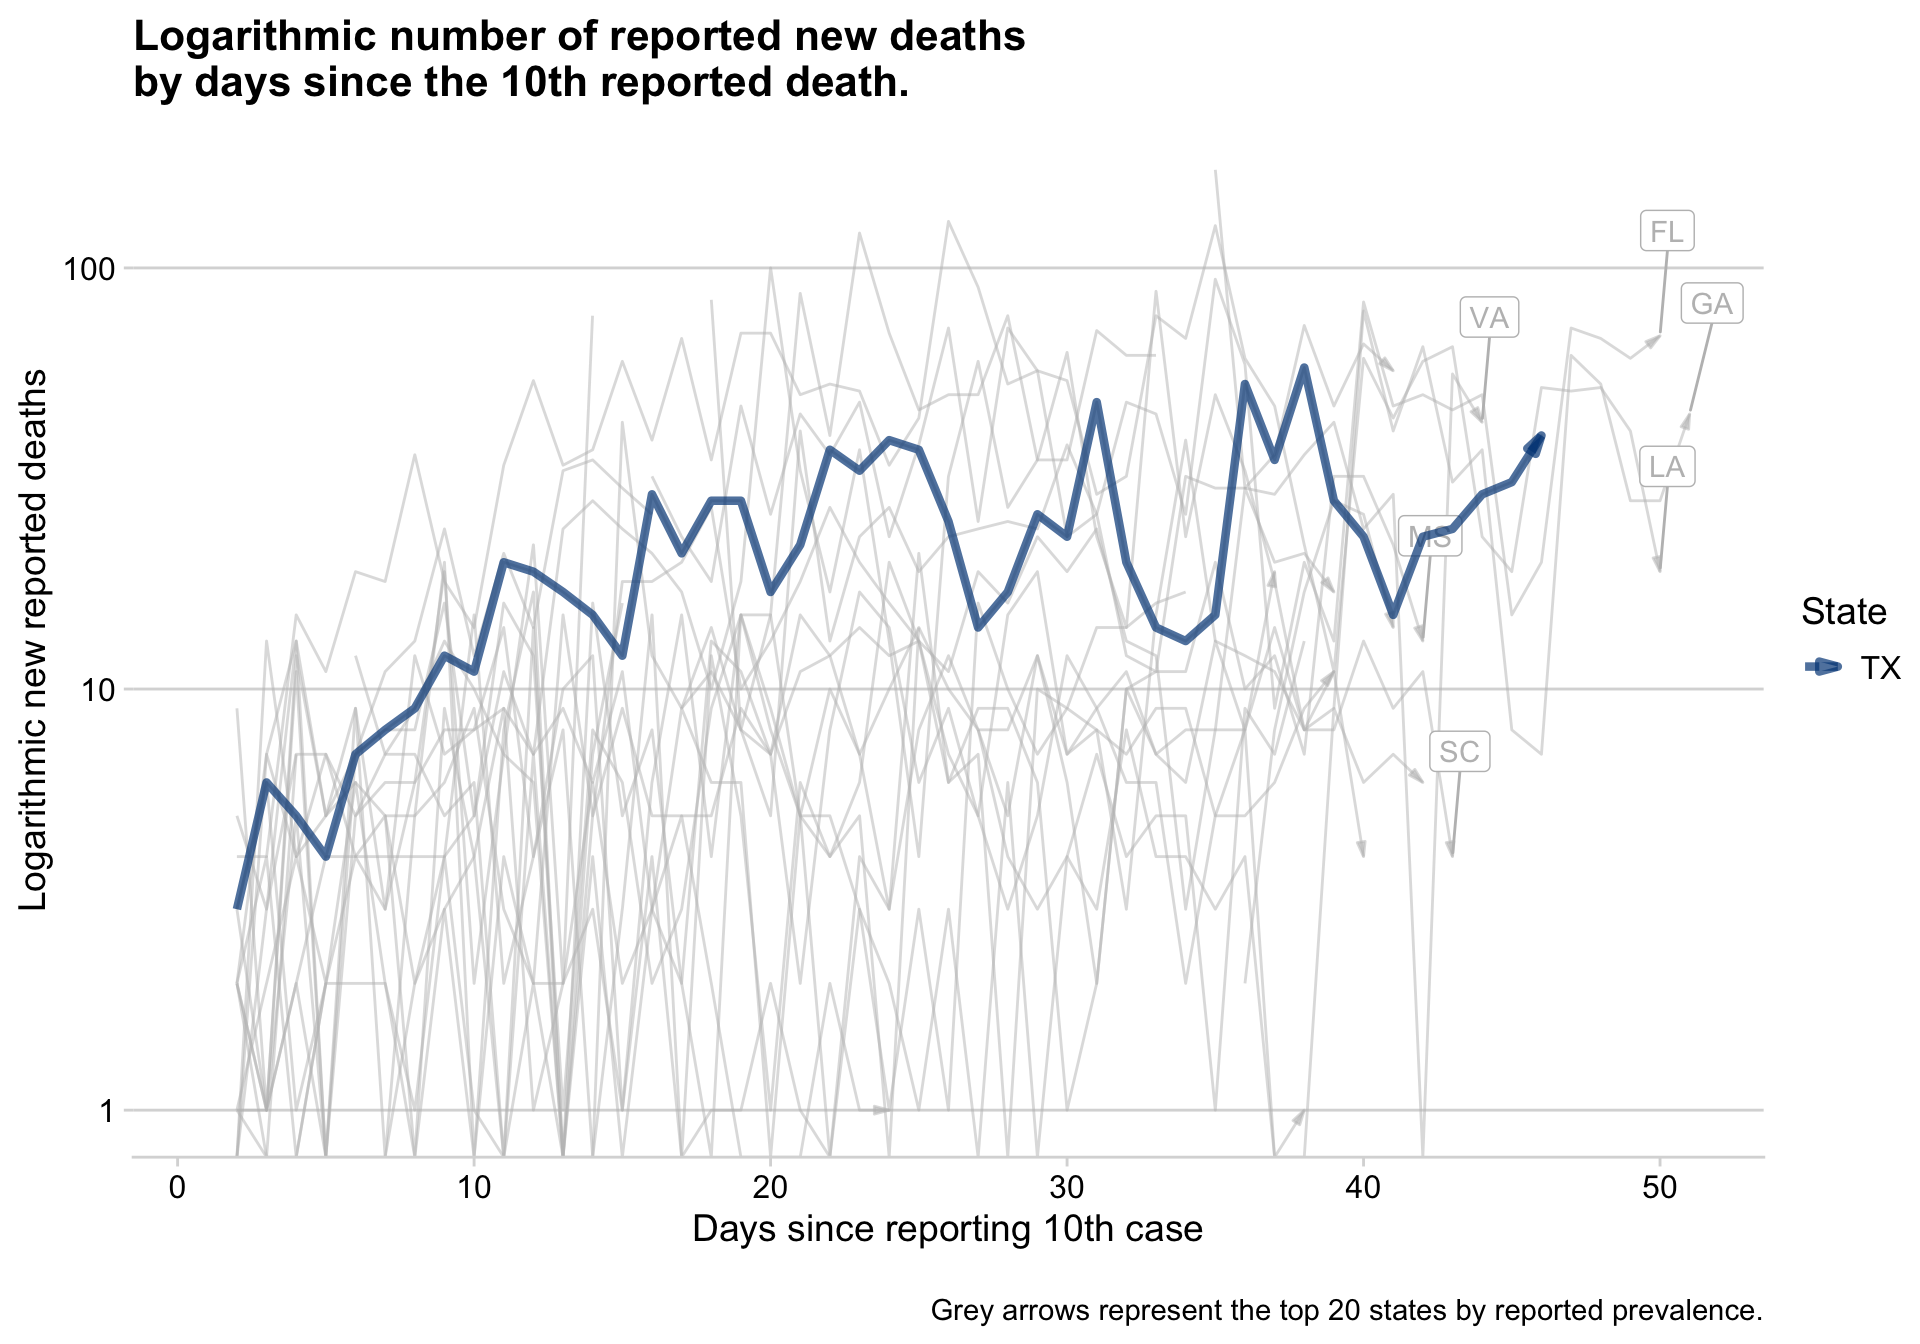 Logarithmic number of reported new deaths
by days since the 10th reported death.
Logarithmic new reported deaths
100
10
1
FL
GA
VA
LA
MS
SC
State
TX
0 10 20 30 40 50
Days since reporting 10th case
Grey arrows represent the top 20 states by reported prevalence.